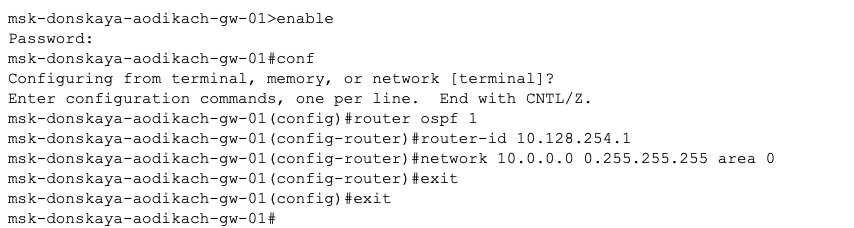 msk-donskaya-aodikach-gw-01>enable
Password:
msk-donskaya-aodikach-gw-01#conf
Configuring from terminal, memory, or network [terminal]?
Enter configuration commands, one per line.  End with CNTL/Z.
msk-donskaya-aodikach-gw-01(config)#router ospf 1
msk-donskaya-aodikach-gw-01(config-router)#router-id 10.128.254.1
msk-donskaya-aodikach-gw-01(config-router)#network 10.0.0.0 0.255.255.255 area 0
msk-donskaya-aodikach-gw-01(config-router)#exit
msk-donskaya-aodikach-gw-01(config)#exit
msk-donskaya-aodikach-gw-01#